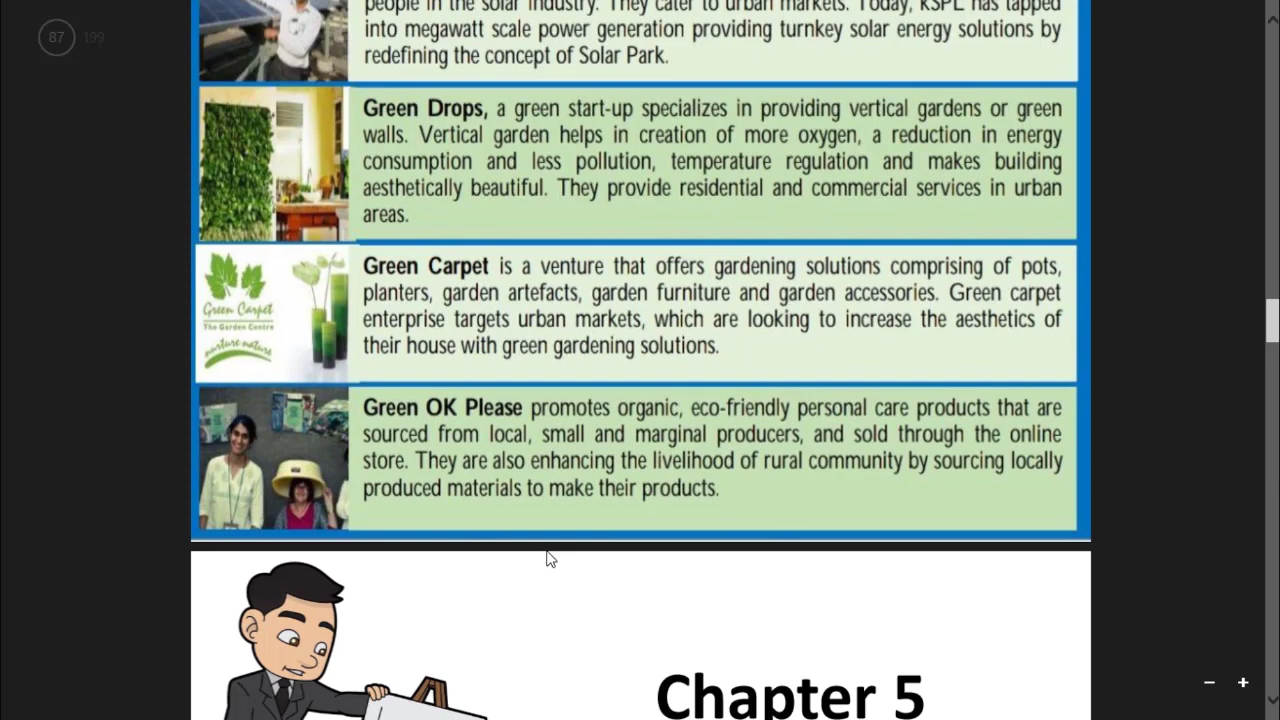 87 199
people in the solar industry. They cater to urban markets. Today, kSPL has tapped
into megawatt scale power generation providing turnkey solar energy solutions by
redefining the concept of Solar Park.
Green Drops, a green start-up specializes in providing vertical gardens or green
walls. Vertical garden helps in creation of more oxygen, a reduction in energy
consumption and less pollution, temperature regulation and makes building
aesthetically beautiful. They provide residential and commercial services in urban
areas.
Green Carpet
The Garden Centre
nurture nature
Green Carpet is a venture that offers gardening solutions comprising of pots,
planters, garden artefacts, garden furniture and garden accessories. Green carpet
enterprise targets urban markets, which are looking to increase the aesthetics of
their house with green gardening solutions.
Green OK Please promotes organic, eco-friendly personal care products that are
sourced from local, small and marginal producers, and sold through the online
store. They are also enhancing the livelihood of rural community by sourcing locally
produced materials to make their products.
Chapter 5